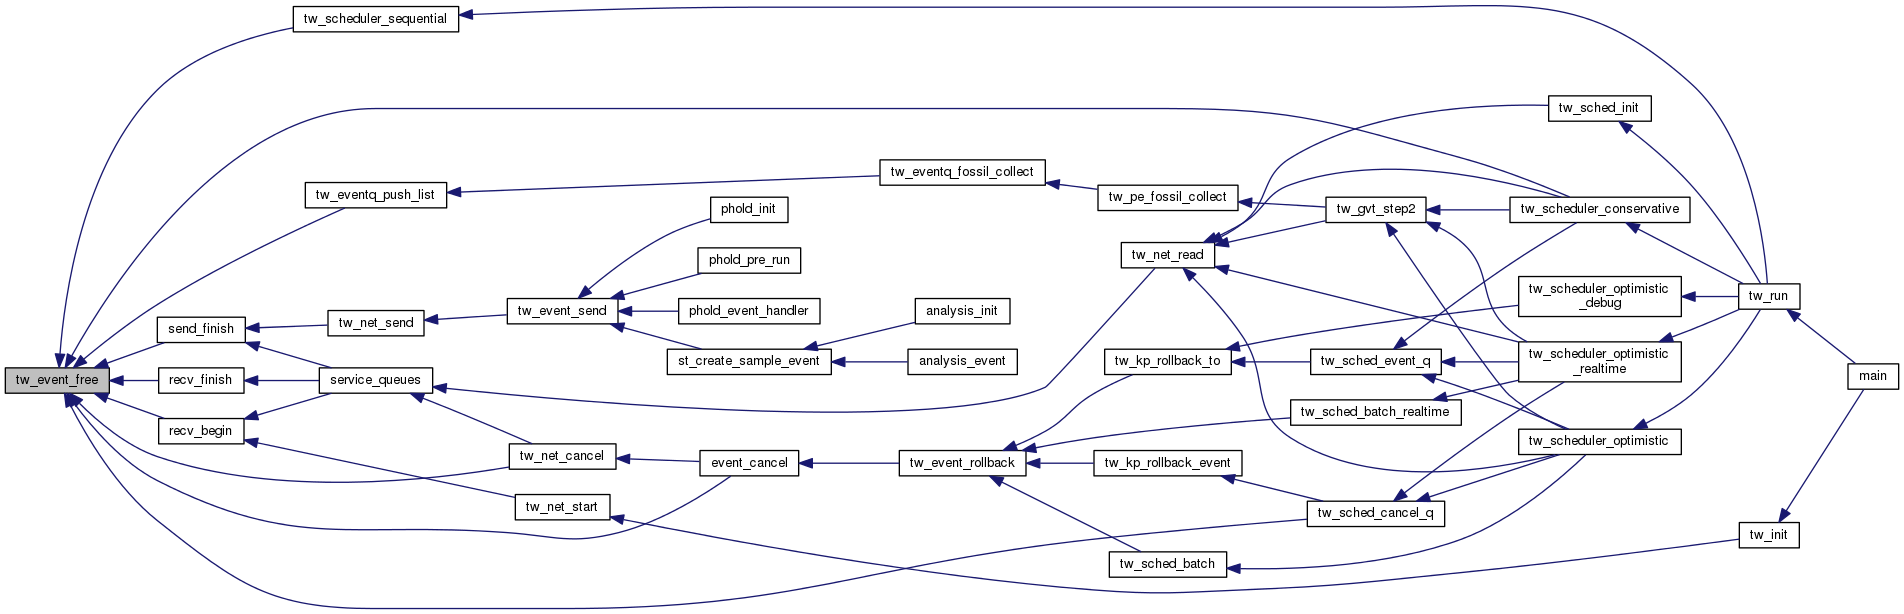 tw_scheduler_sequential
tw_sched_init
tw_eventq_fossil_collect
tw_eventq_push_list
tw_pe_fossil_collect
phold_init
tw_gvt_step2
tw_scheduler_conservative
tw_net_read
phold_pre_run
tw_scheduler_optimistic
_debug
tw_run
tw_event_send
phold_event_handler
analysis_init
send_finish
tw_net_send
st_create_sample_event
analysis_event
tw_kp_rollback_to
tw_sched_event_q
tw_scheduler_optimistic
_realtime
main
tw_event_free
recv_finish
service_queues
tw_sched_batch_realtime
recv_begin
tw_scheduler_optimistic
tw_net_cancel
event_cancel
tw_event_rollback
tw_kp_rollback_event
tw_net_start
tw_sched_cancel_q
tw_init
tw_sched_batch